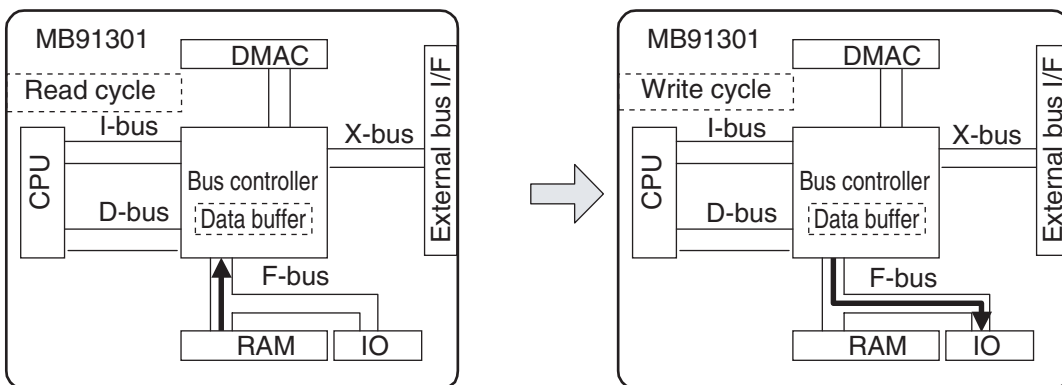 MB91301
DMAC
Read cycle
I-bus
X-bus
External bus I/F
CPU
Bus controller
D-bus
Data buffer
F-bus
RAM
IO
MB91301
DMAC
Write cycle
I-bus
X-bus
External bus I/F
CPU
Bus controller
D-bus
Data buffer
F-bus
RAM
IO